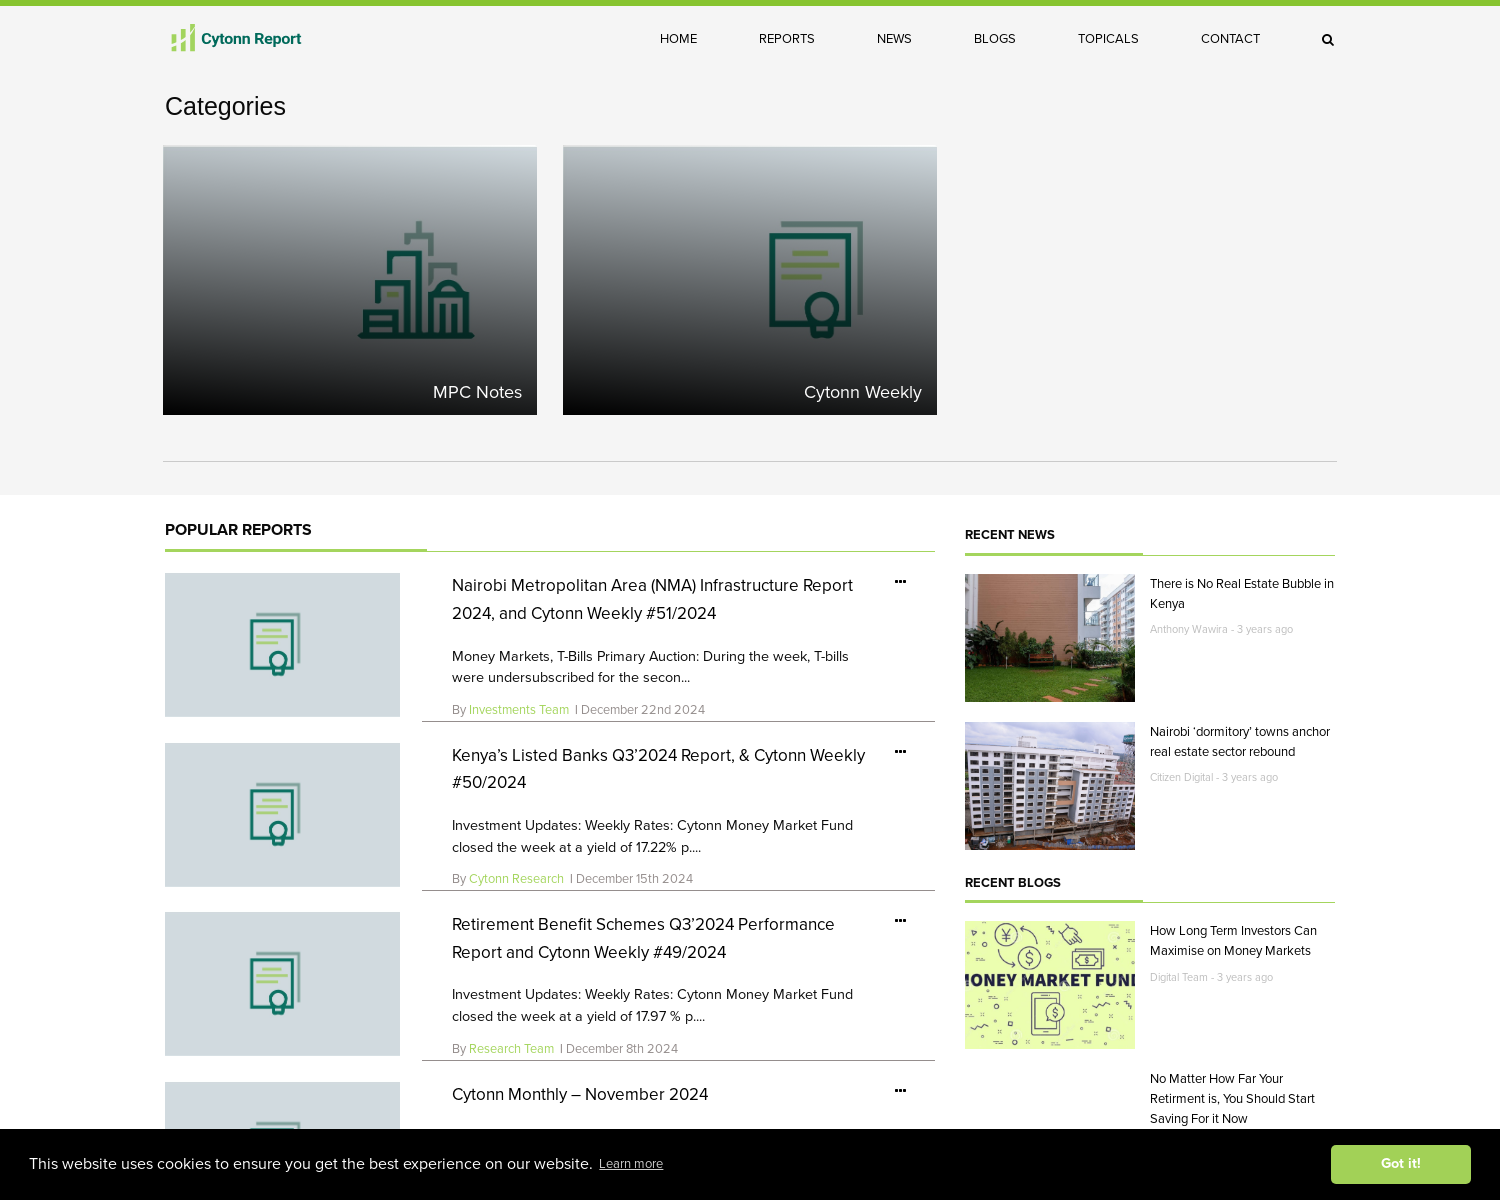 Cytonn Report
HOME
REPORTS
NEWS
BLOGS
TOPICALS
CONTACT
Categories
MPC Notes
Cytonn Weekly
POPULAR REPORTS
Nairobi Metropolitan Area (NMA) Infrastructure Report
2024, and Cytonn Weekly #51/2024
Money Markets, T-Bills Primary Auction: During the week, T-bills
were undersubscribed for the secon...
By Investments Team | December 22nd 2024
Kenya’s Listed Banks Q3’2024 Report, & Cytonn Weekly
#50/2024
Investment Updates: Weekly Rates: Cytonn Money Market Fund
closed the week at a yield of 17.22% p....
By Cytonn Research | December 15th 2024
Retirement Benefit Schemes Q3’2024 Performance
Report and Cytonn Weekly #49/2024
Investment Updates: Weekly Rates: Cytonn Money Market Fund
closed the week at a yield of 17.97 % p....
By Research Team | December 8th 2024
Cytonn Monthly – November 2024
RECENT NEWS
There is No Real Estate Bubble in
Kenya
Anthony Wawira - 3 years ago
Nairobi ‘dormitory’ towns anchor
real estate sector rebound
Citizen Digital - 3 years ago
RECENT BLOGS
MONEY MARKET FUND
How Long Term Investors Can
Maximise on Money Markets
Digital Team - 3 years ago
No Matter How Far Your
Retirment is, You Should Start
Saving For it Now
This website uses cookies to ensure you get the best experience on our website. Learn more
Got it!